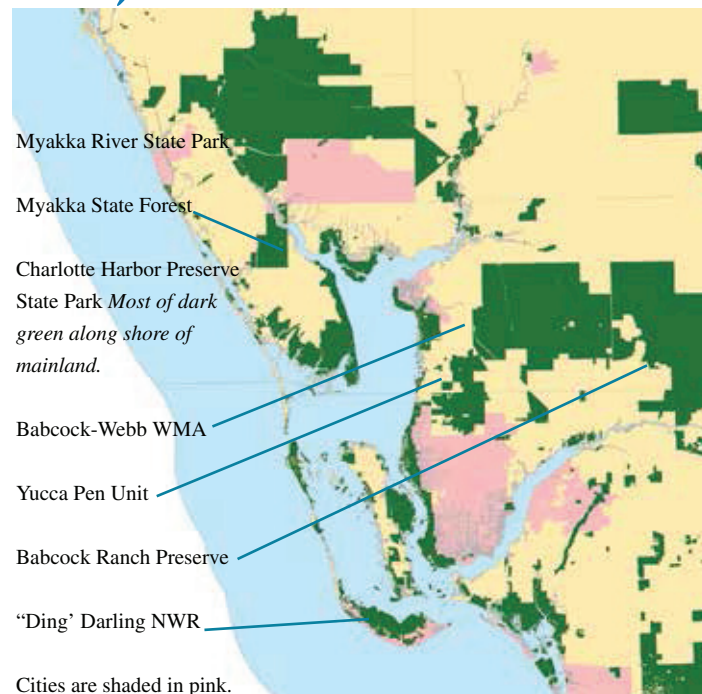 Myakka River State Park
Myakka State Forest
Charlotte Harbor Preserve
State Park Most of dark
green along shore of
mainland.
Babcock-Webb WMA
Yucca Pen Unit
Babcock Ranch Preserve
“Ding’ Darling NWR
Cities are shaded in pink.